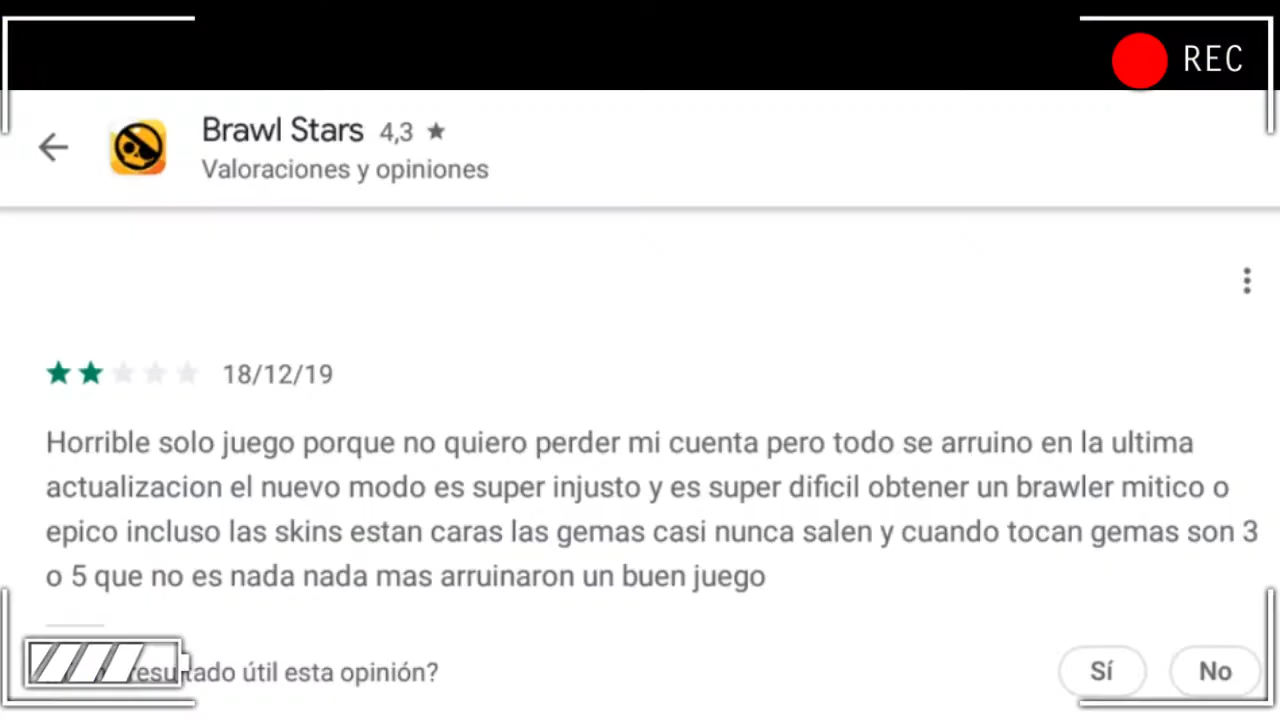 REC
Brawl Stars 4,3 ★
Valoraciones y opiniones
18/12/19
Horrible solo juego porque no quiero perder mi cuenta pero todo se arruino en la ultima
actualizacion el nuevo modo es super injusto y es super dificil obtener un brawler mitico o
epico incluso las skins estan caras las gemas casi nunca salen y cuando tocan gemas son 3
o 5 que no es nada nada mas arruinaron un buen juego
resultado útil esta opinión?
Sí
No